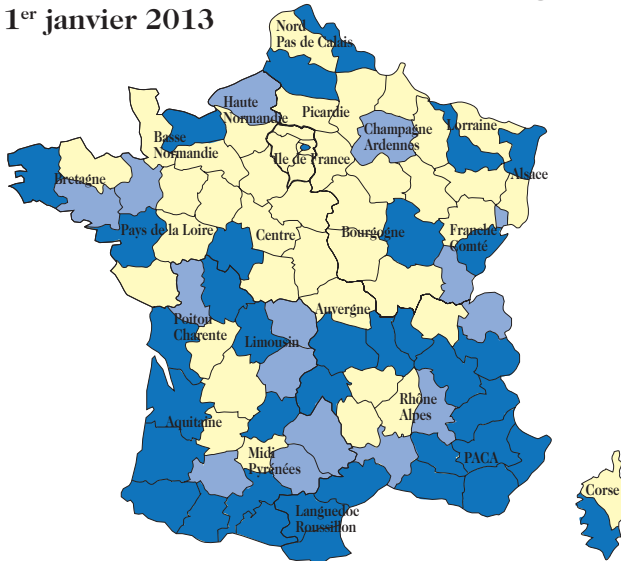 1er janvier 2013
Nord
Pas de Calais
Haute
Normandie
Picardie
Champagne
Ardennes
Lorraine
Basse
Normandie
Ile de France
Alsace
Bretagne
Pays de la Loire
Centre
Bourgogne
Franche
Comté
Poitou
Charente
Limousin
Auvergne
Rhône
Alpes
Aquitaine
Midi
Pyrénées
PACA
Languedoc
Roussillon
Corse